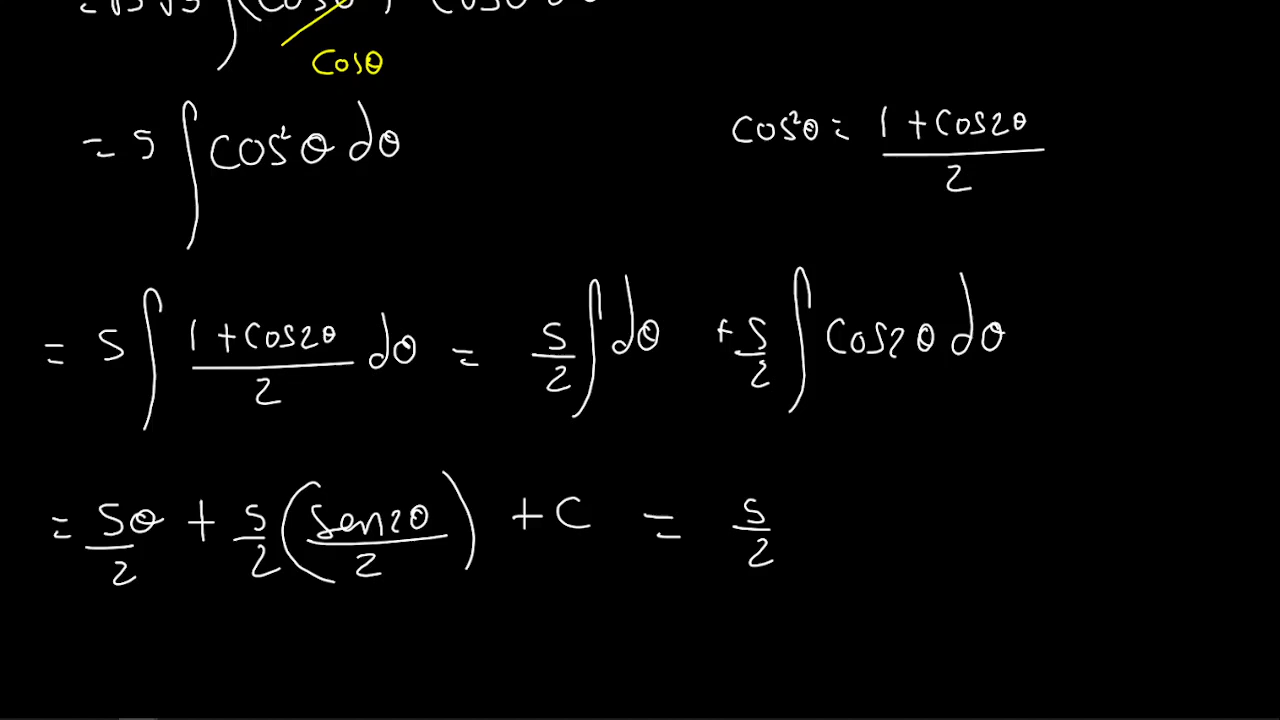 cosθ
= 5 ∫ cos²θ dθ
cos²θ = (1 + cos2θ)/2
= 5 ∫ (1 + cos2θ)/2 dθ = 5/2 ∫ dθ + 5/2 ∫ cos2θ dθ
= 5θ/2 + 5/2 (sen2θ/2) + C = 5/2